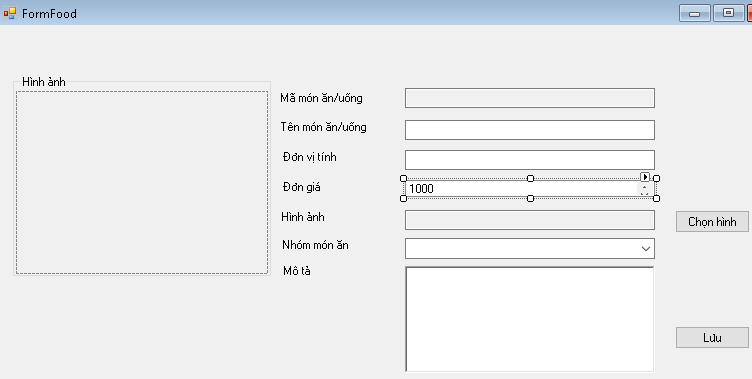 FormFood
Hình ảnh
Mã món ăn/uống
Tên món ăn/uống
Đơn vị tính
Đơn giá
1000
Hình ảnh
Chọn hình
Nhóm món ăn
Mô tả
Lưu